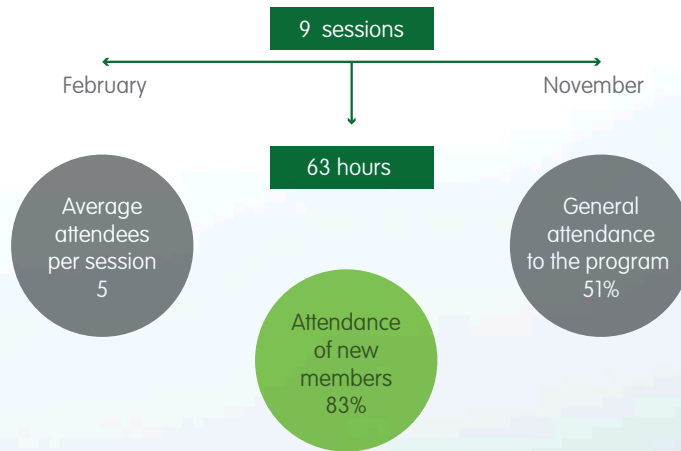 9 sessions
February
November
63 hours
Average
attendees
per session
5
General
attendance
to the program
51%
Attendance
of new
members
83%